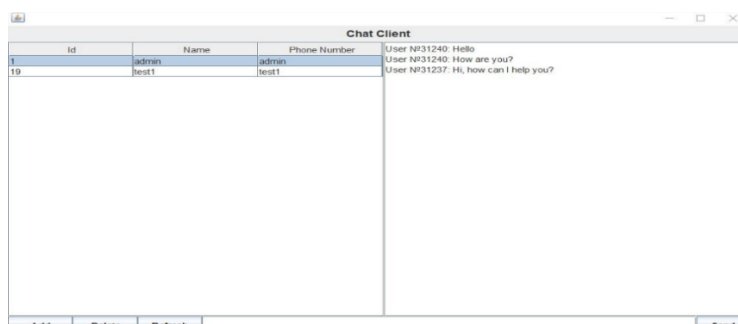 Chat Client
Id Name Phone Number
1 admin admin
19 test1 test1
User №31240: Hello
User №31240: How are you?
User №31237: Hi, how can I help you?